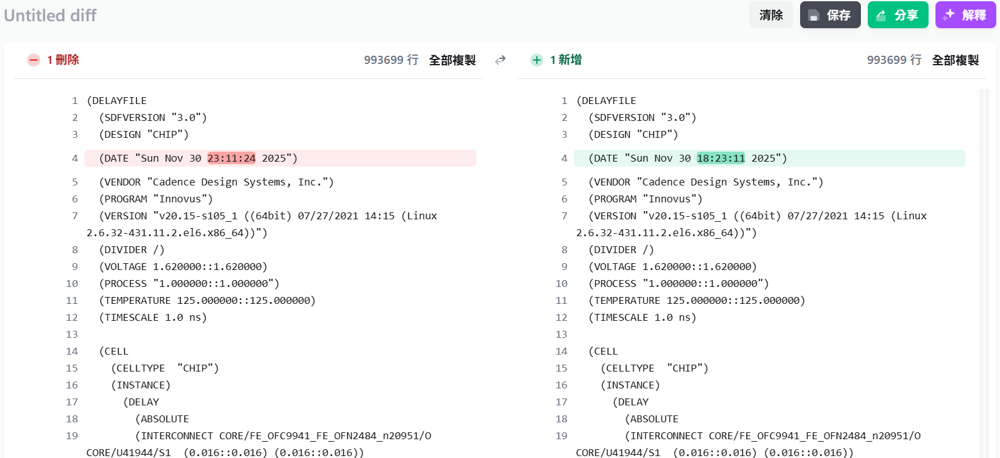 Untitled diff
清除 保存 分享 解釋
1 刪除 993699 行 全部複製
1 (DELAYFILE
2 (SDFVERSION "3.0")
3 (DESIGN "CHIP")
4 (DATE "Sun Nov 30 23:11:24 2025")
5 (VENDOR "Cadence Design Systems, Inc.")
6 (PROGRAM "Innovus")
7 (VERSION "v20.15-s105_1 ((64bit) 07/27/2021 14:15 (Linux
2.6.32-431.11.2.el6.x86_64))")
8 (DIVIDER /)
9 (VOLTAGE 1.620000::1.620000)
10 (PROCESS "1.000000::1.000000")
11 (TEMPERATURE 125.000000::125.000000)
12 (TIMESCALE 1.0 ns)
13
14 (CELL
15 (CELLTYPE  "CHIP")
16 (INSTANCE)
17 (DELAY
18 (ABSOLUTE
19 (INTERCONNECT CORE/FE_OFC9941_FE_OFN2484_n20951/O
CORE/U41944/S1  (0.016::0.016) (0.016::0.016))
1 新增 993699 行 全部複製
1 (DELAYFILE
2 (SDFVERSION "3.0")
3 (DESIGN "CHIP")
4 (DATE "Sun Nov 30 18:23:11 2025")
5 (VENDOR "Cadence Design Systems, Inc.")
6 (PROGRAM "Innovus")
7 (VERSION "v20.15-s105_1 ((64bit) 07/27/2021 14:15 (Linux
2.6.32-431.11.2.el6.x86_64))")
8 (DIVIDER /)
9 (VOLTAGE 1.620000::1.620000)
10 (PROCESS "1.000000::1.000000")
11 (TEMPERATURE 125.000000::125.000000)
12 (TIMESCALE 1.0 ns)
13
14 (CELL
15 (CELLTYPE  "CHIP")
16 (INSTANCE)
17 (DELAY
18 (ABSOLUTE
19 (INTERCONNECT CORE/FE_OFC9941_FE_OFN2484_n20951/O
CORE/U41944/S1  (0.016::0.016) (0.016::0.016))